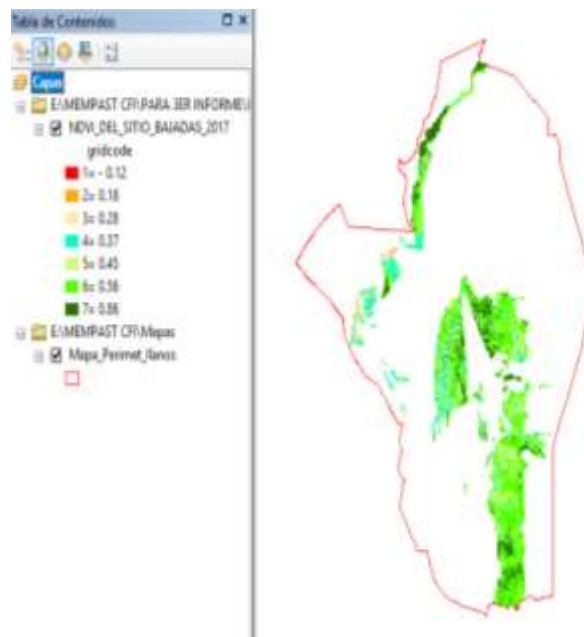 Tabla de Contenidos
Capas
E:\MEMPAST CFI\PARA 3ER INFORME\
NDVI_DEL_SITIO_BAJADAS_2017
gridcode
1= - 0.12
2= 0.18
3= 0.28
4= 0.37
5= 0.45
6= 0.56
7= 0.86
E:\MEMPAST CFI\Mapas
Mapa_Perimet_llanos